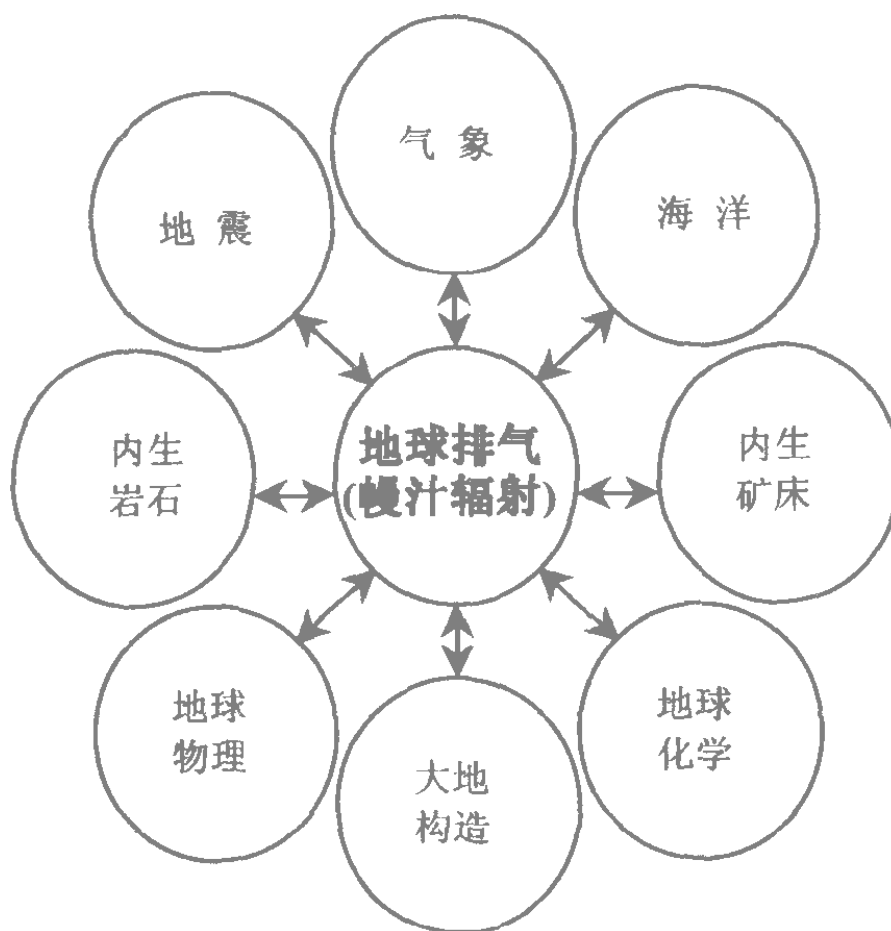 气 象
海 洋
地 震
内生
矿床
地球排气
(幔汁辐射)
内生
岩石
地球
物理
地球
化学
大地
构造